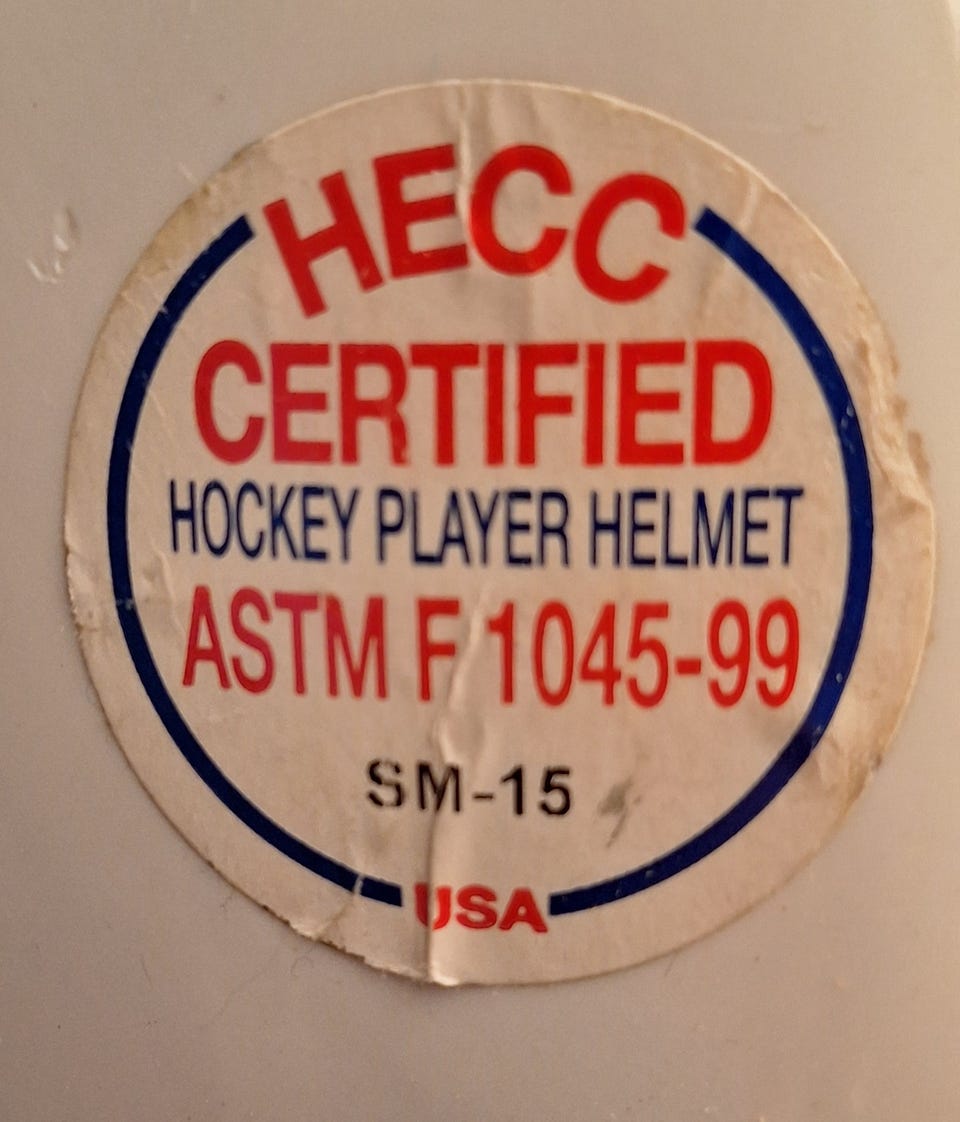 HECC
CERTIFIED
HOCKEY PLAYER HELMET
ASTM F 1045-99
SM-15
USA